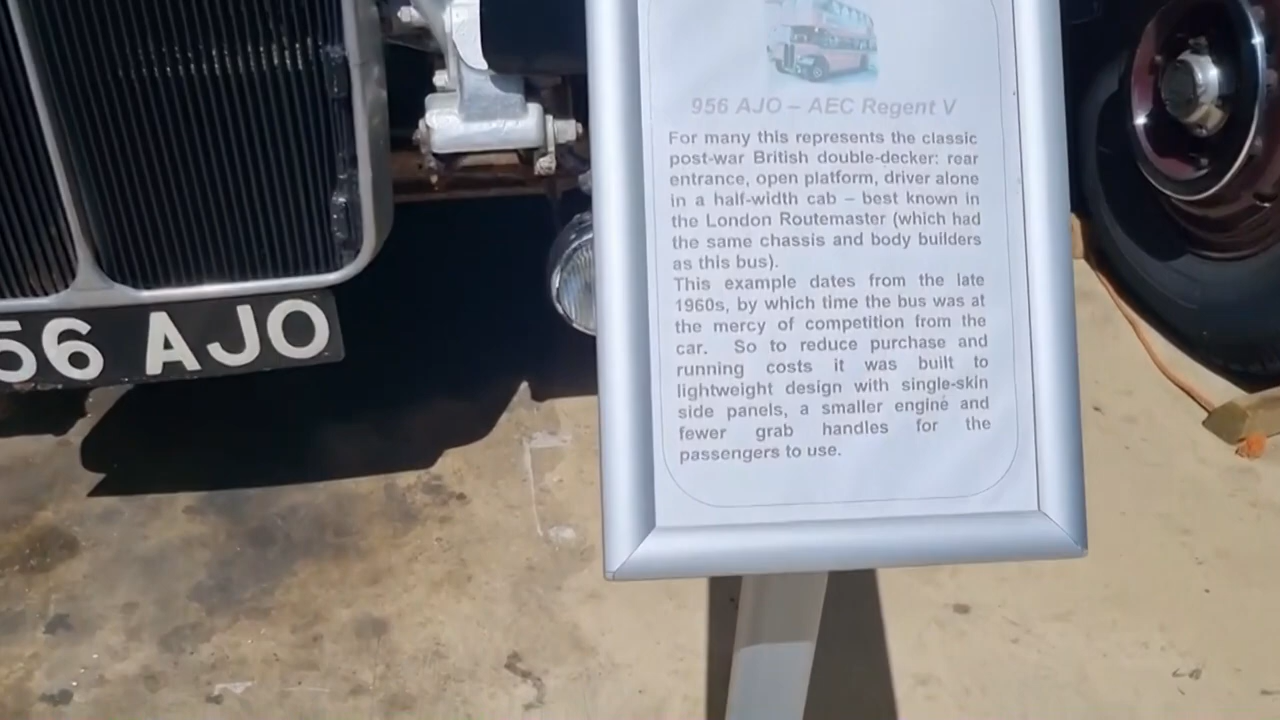 56 AJO
956 AJO – AEC Regent V
For many this represents the classic
post-war British double-decker: rear
entrance, open platform, driver alone
in a half-width cab – best known in
the London Routemaster (which had
the same chassis and body builders
as this bus).
This example dates from the late
1960s, by which time the bus was at
the mercy of competition from the
car. So to reduce purchase and
running costs it was built to
lightweight design with single-skin
side panels, a smaller engine and
fewer grab handles for the
passengers to use.